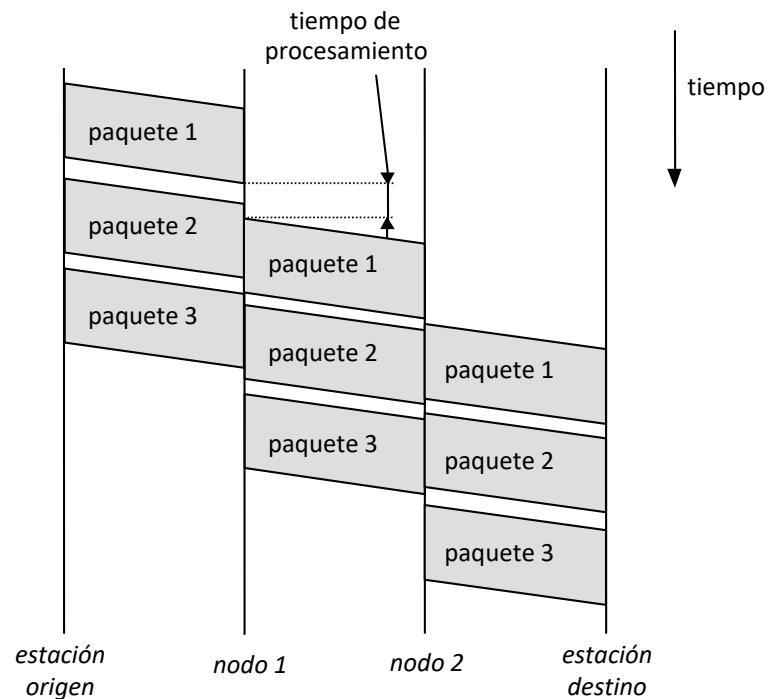 tiempo de
procesamiento
tiempo
paquete 1
paquete 2
paquete 1
paquete 3
paquete 2
paquete 1
paquete 3
paquete 2
paquete 3
estación
origen
nodo 1
nodo 2
estación
destino